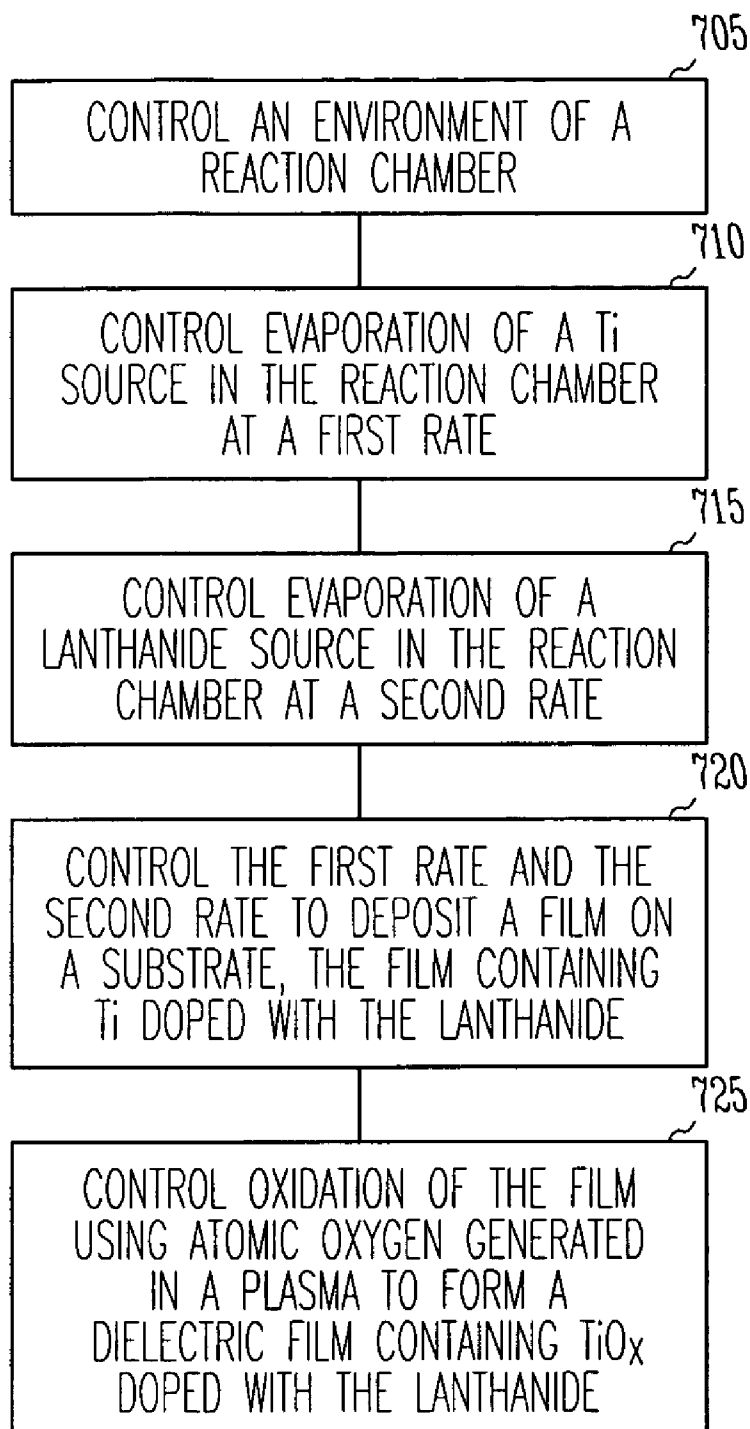 705
CONTROL AN ENVIRONMENT OF A
REACTION CHAMBER
710
CONTROL EVAPORATION OF A Ti
SOURCE IN THE REACTION CHAMBER
AT A FIRST RATE
715
CONTROL EVAPORATION OF A
LANTHANIDE SOURCE IN THE REACTION
CHAMBER AT A SECOND RATE
720
CONTROL THE FIRST RATE AND THE
SECOND RATE TO DEPOSIT A FILM ON
A SUBSTRATE, THE FILM CONTAINING
Ti DOPED WITH THE LANTHANIDE
725
CONTROL OXIDATION OF THE FILM
USING ATOMIC OXYGEN GENERATED
IN A PLASMA TO FORM A
DIELECTRIC FILM CONTAINING TiOx
DOPED WITH THE LANTHANIDE